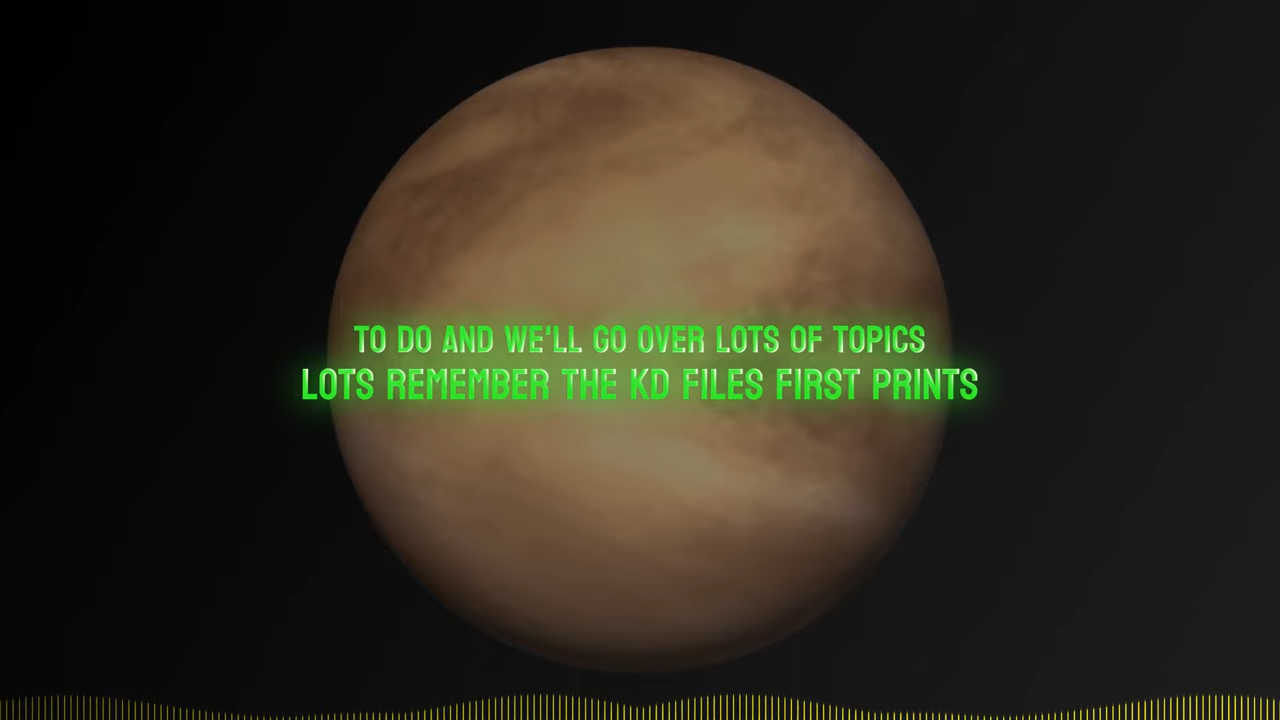 TO DO AND WE'LL GO OVER LOTS OF TOPICS
LOTS REMEMBER THE KD FILES FIRST PRINTS